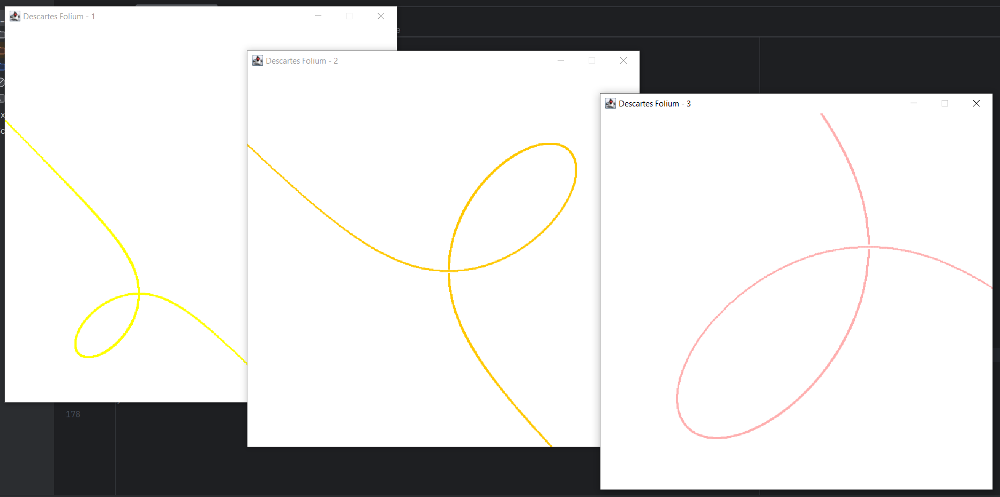 Descartes Folium - 1
e
Descartes Folium - 2
Descartes Folium - 3
x
178